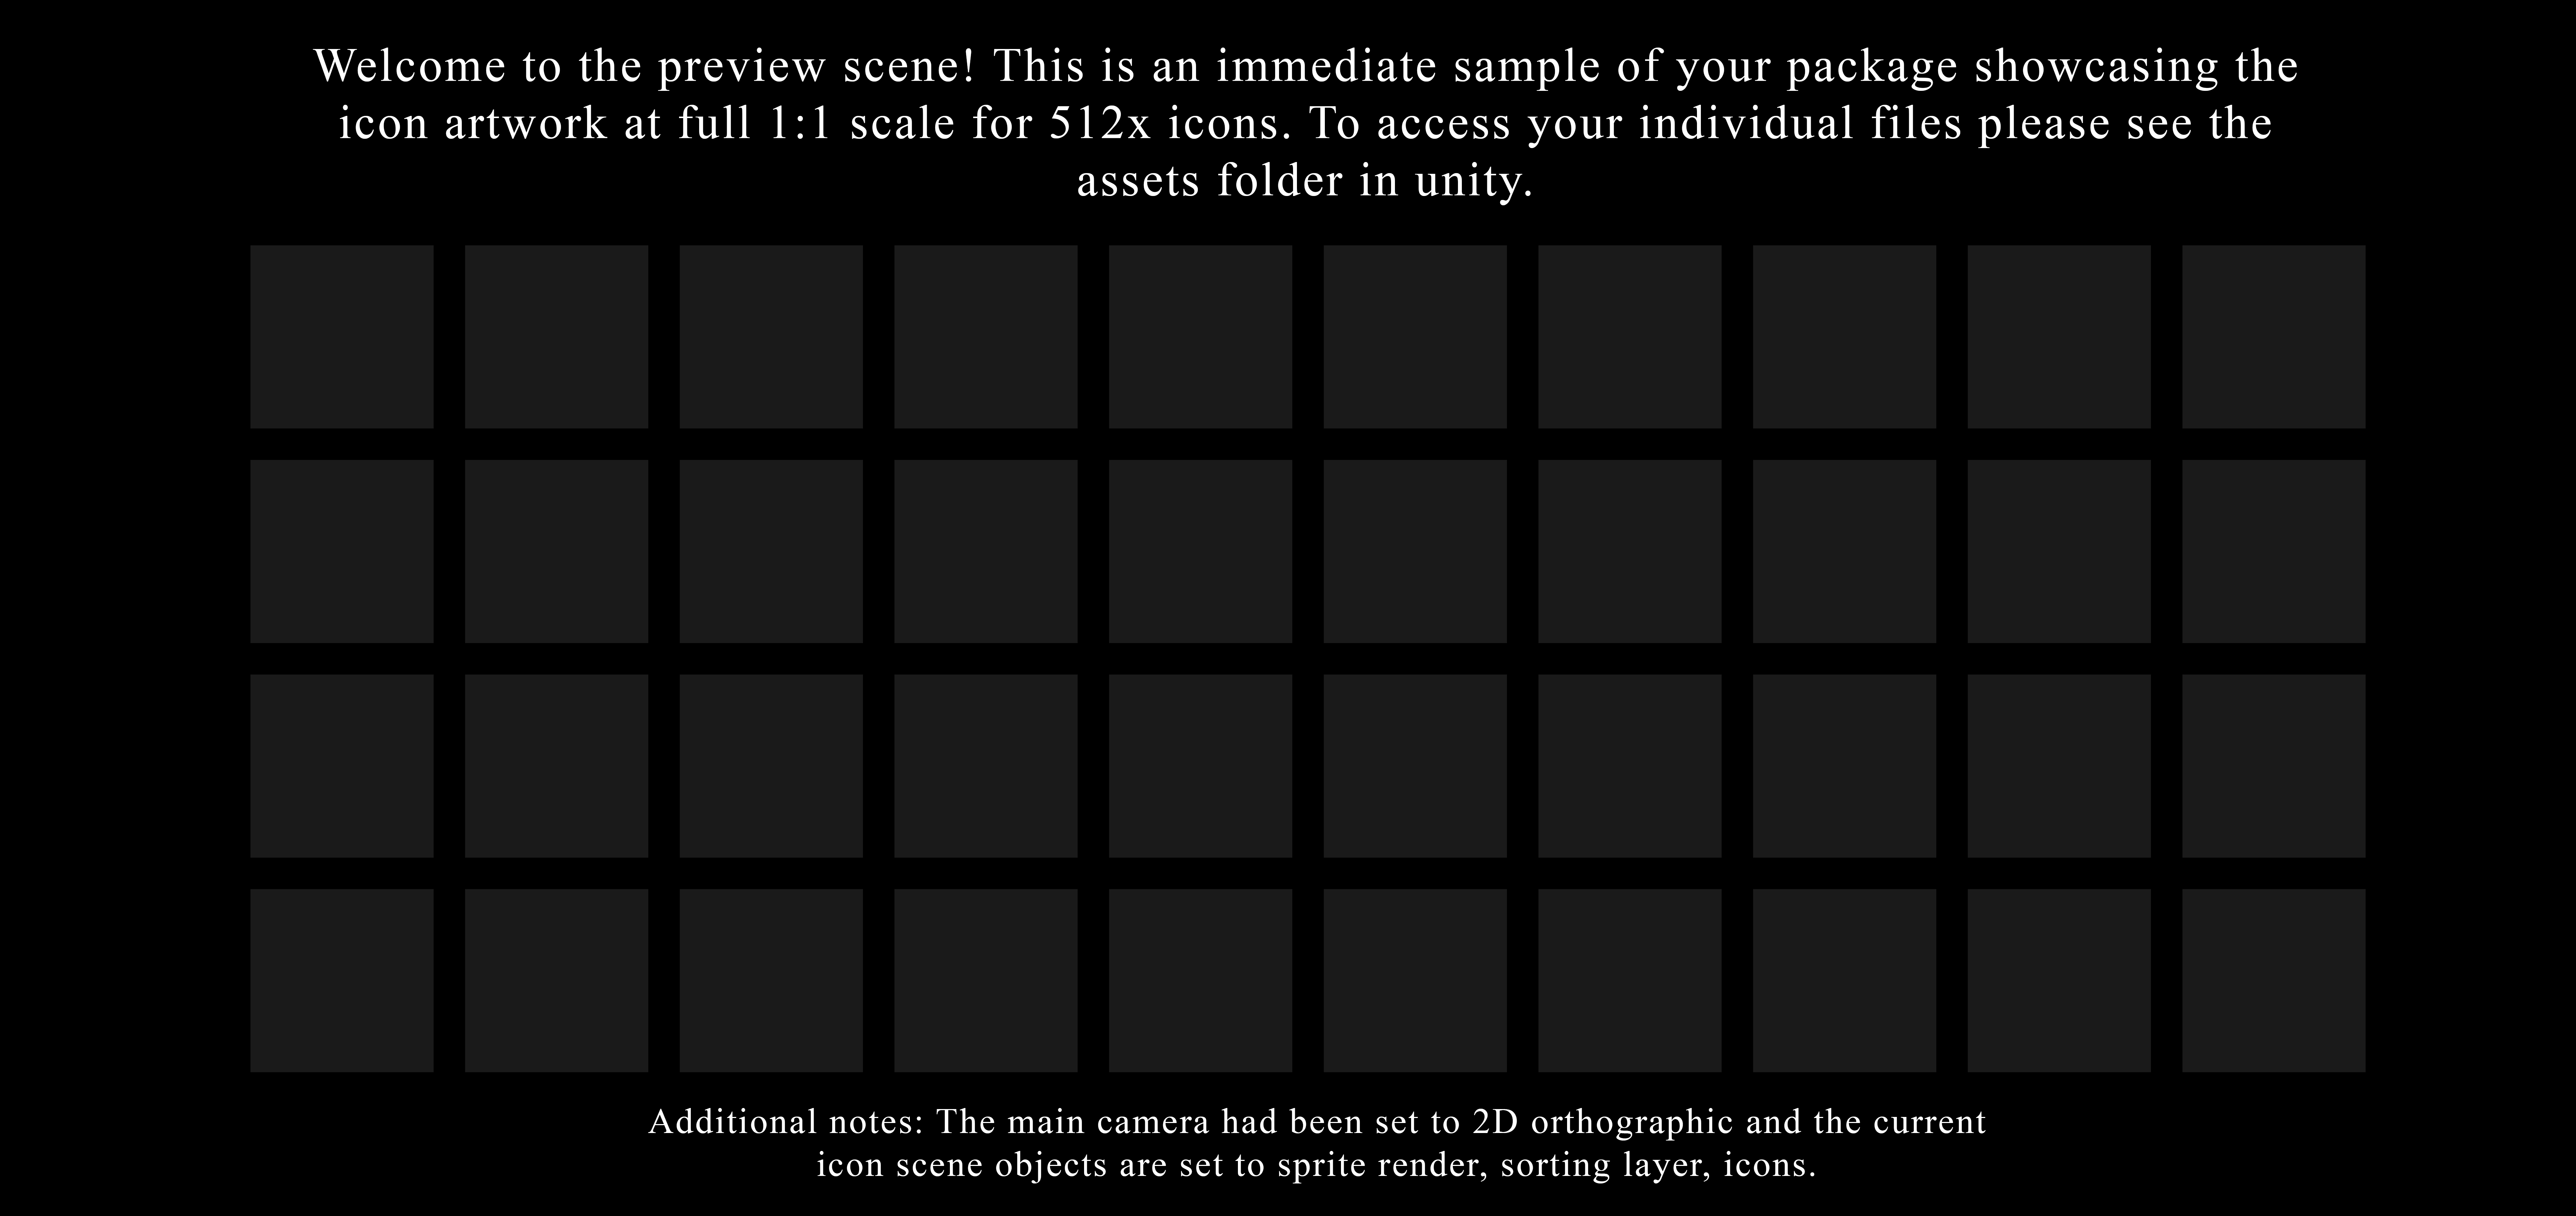 Welcome to the preview scene! This is an immediate sample of your package showcasing the
icon artwork at full 1:1 scale for 512x icons. To access your individual files please see the
assets folder in unity.
Additional notes: The main camera had been set to 2D orthographic and the current
icon scene objects are set to sprite render, sorting layer, icons.